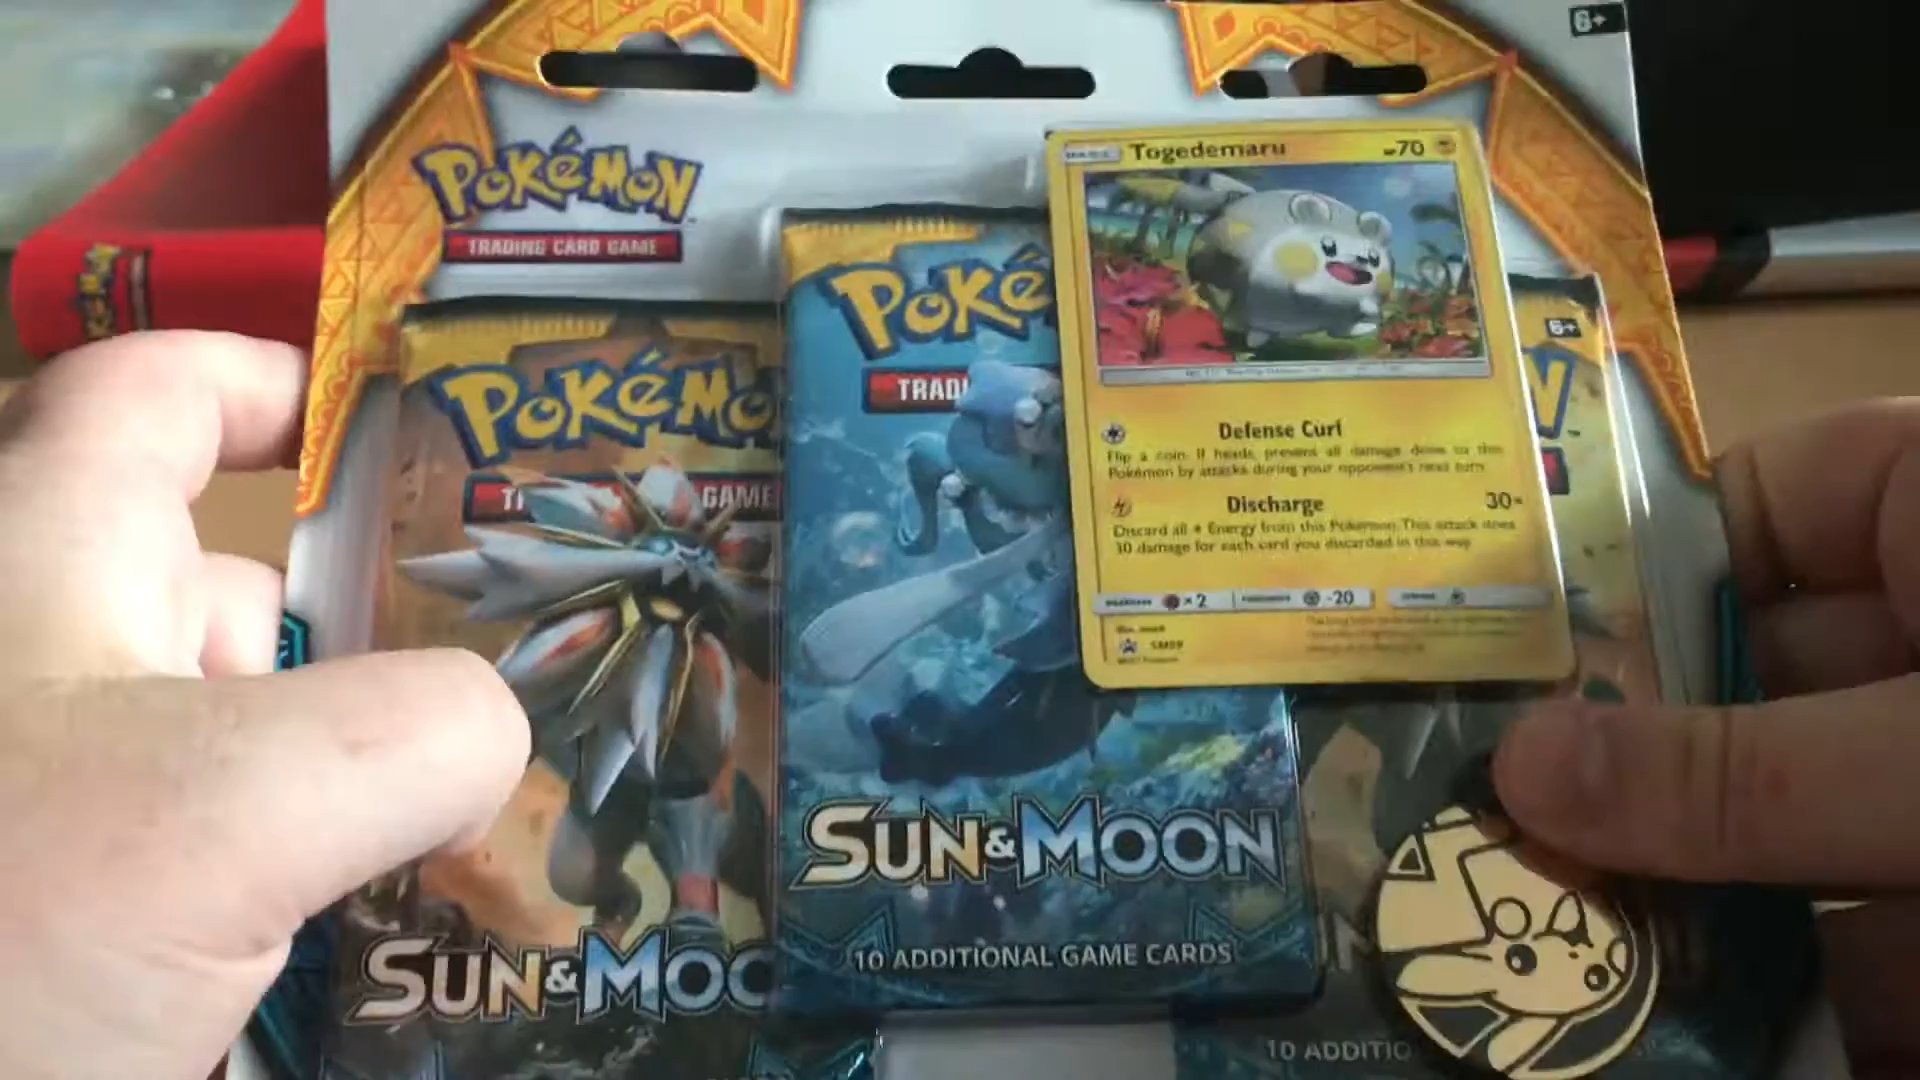 6+
POKÉMON
TRADING CARD GAME
POKÉMON
Togedemaru
70
POKÉ
TRADI
6+
POKÉMO
GAME
Defense Curl
Flip a coin. If heads, prevent all damage done to this
Pokémon by attacks during your opponent's next turn.
Discharge 30×
Discard all Energy from this Pokémon. This attack does
30 damage for each card you discarded in this way.
×2
-20
SM09
SUN & MOON
10 ADDITIONAL GAME CARDS
SUN & MOO
10 ADDITIO